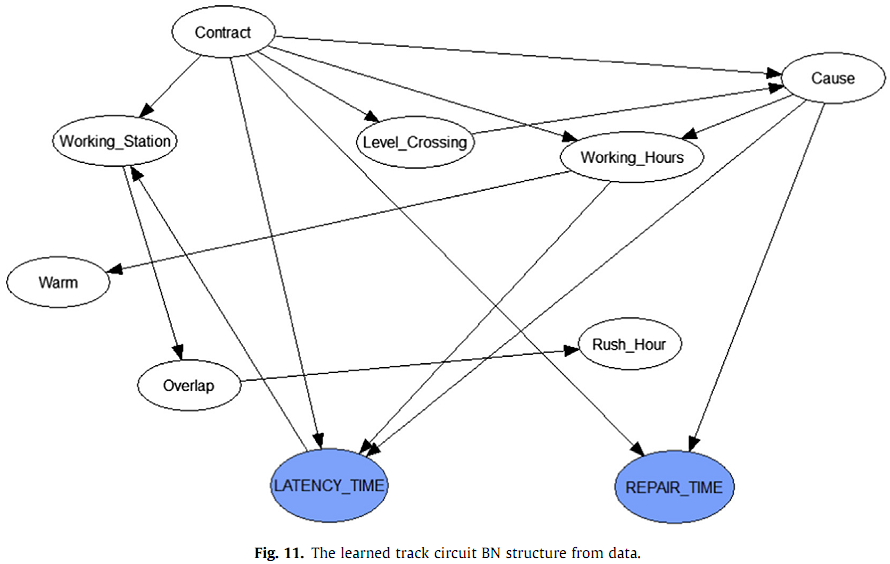 Contract
Cause
Working_Station
Level_Crossing
Working_Hours
Warm
Rush_Hour
Overlap
LATENCY_TIME
REPAIR_TIME
Fig. 11. The learned track circuit BN structure from data.